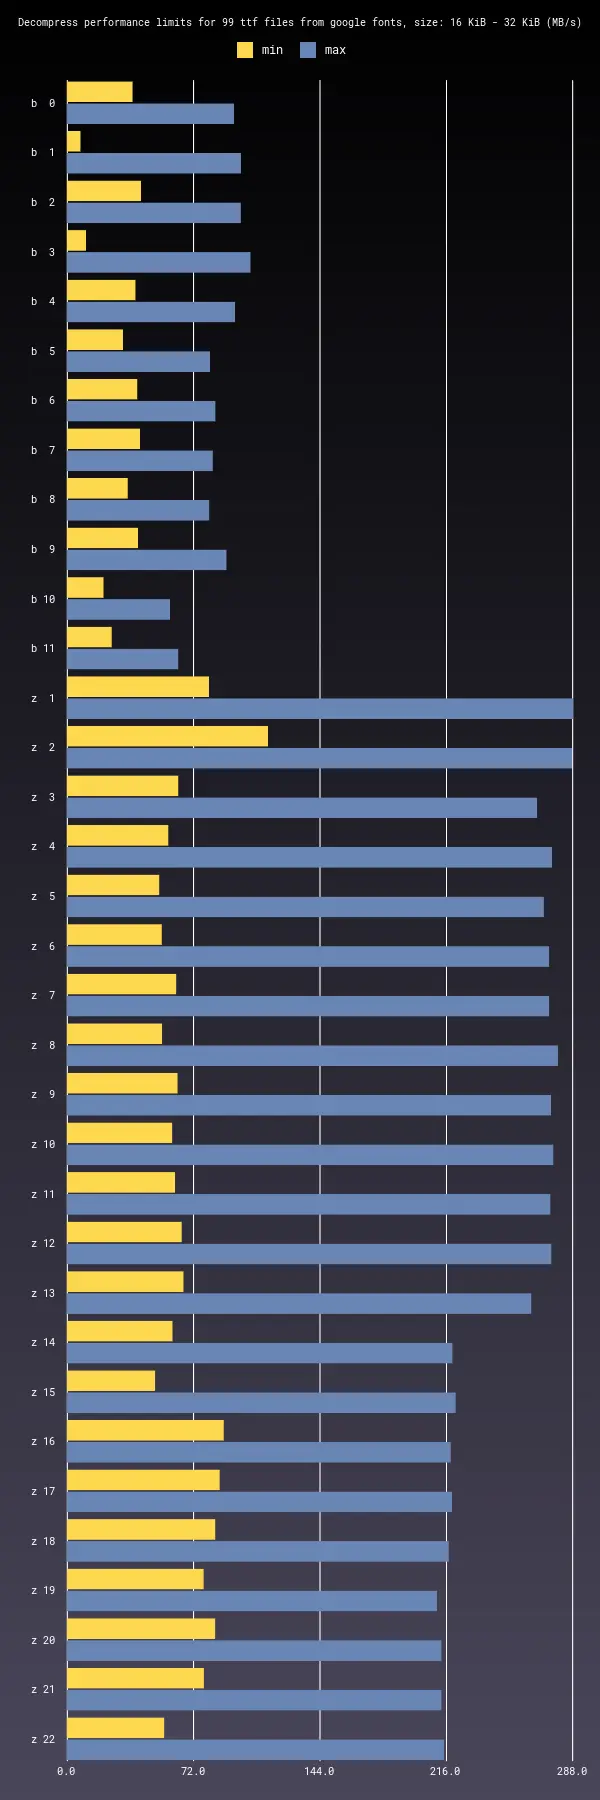 Decompress performance limits for 99 ttf files from google fonts, size: 16 KiB - 32 KiB (MB/s)
min max
b 0
b 1
b 2
b 3
b 4
b 5
b 6
b 7
b 8
b 9
b 10
b 11
z 1
z 2
z 3
z 4
z 5
z 6
z 7
z 8
z 9
z 10
z 11
z 12
z 13
z 14
z 15
z 16
z 17
z 18
z 19
z 20
z 21
z 22
0.0 72.0 144.0 216.0 288.0